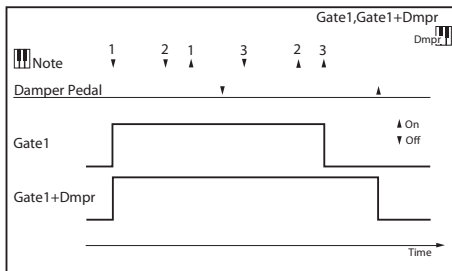 Gate1,Gate1+Dmpr
Dmpr
1 2 1 3 2 3
Note
Damper Pedal
On
Off
Gate1
Gate1+Dmpr
Time